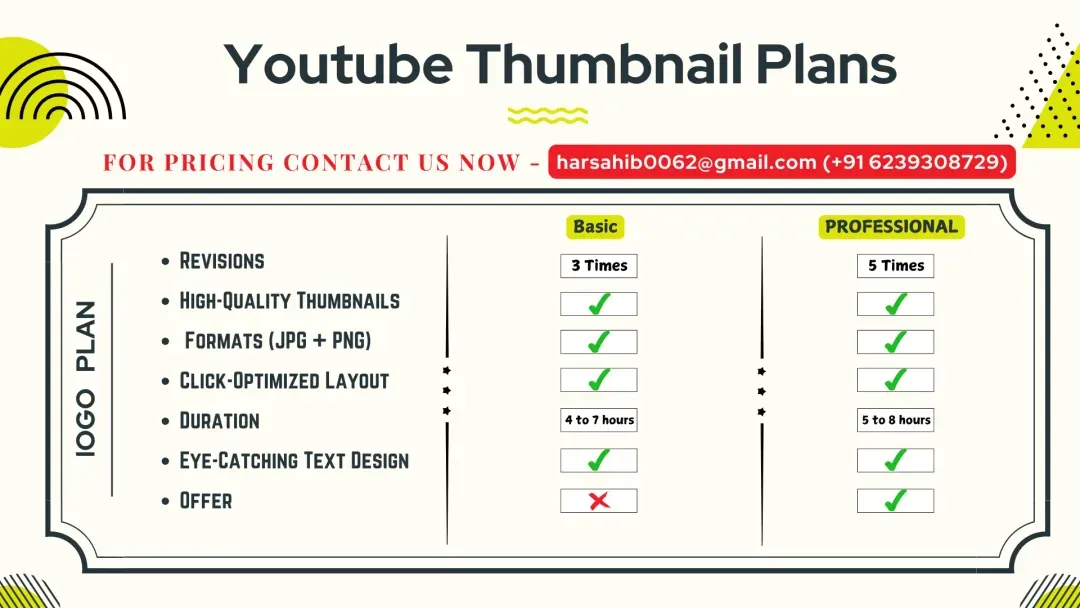 Youtube Thumbnail Plans
FOR PRICING CONTACT US NOW - harsahib0062@gmail.com (+91 6239308729)
Basic PROFESSIONAL
lOGO PLAN
• Revisions 3 Times 5 Times
• High-Quality Thumbnails ✓ ✓
• Formats (JPG + PNG) ✓ ✓
• Click-Optimized Layout ✓ ✓
• Duration 4 to 7 hours 5 to 8 hours
• Eye-Catching Text Design ✓ ✓
• Offer ✗ ✓